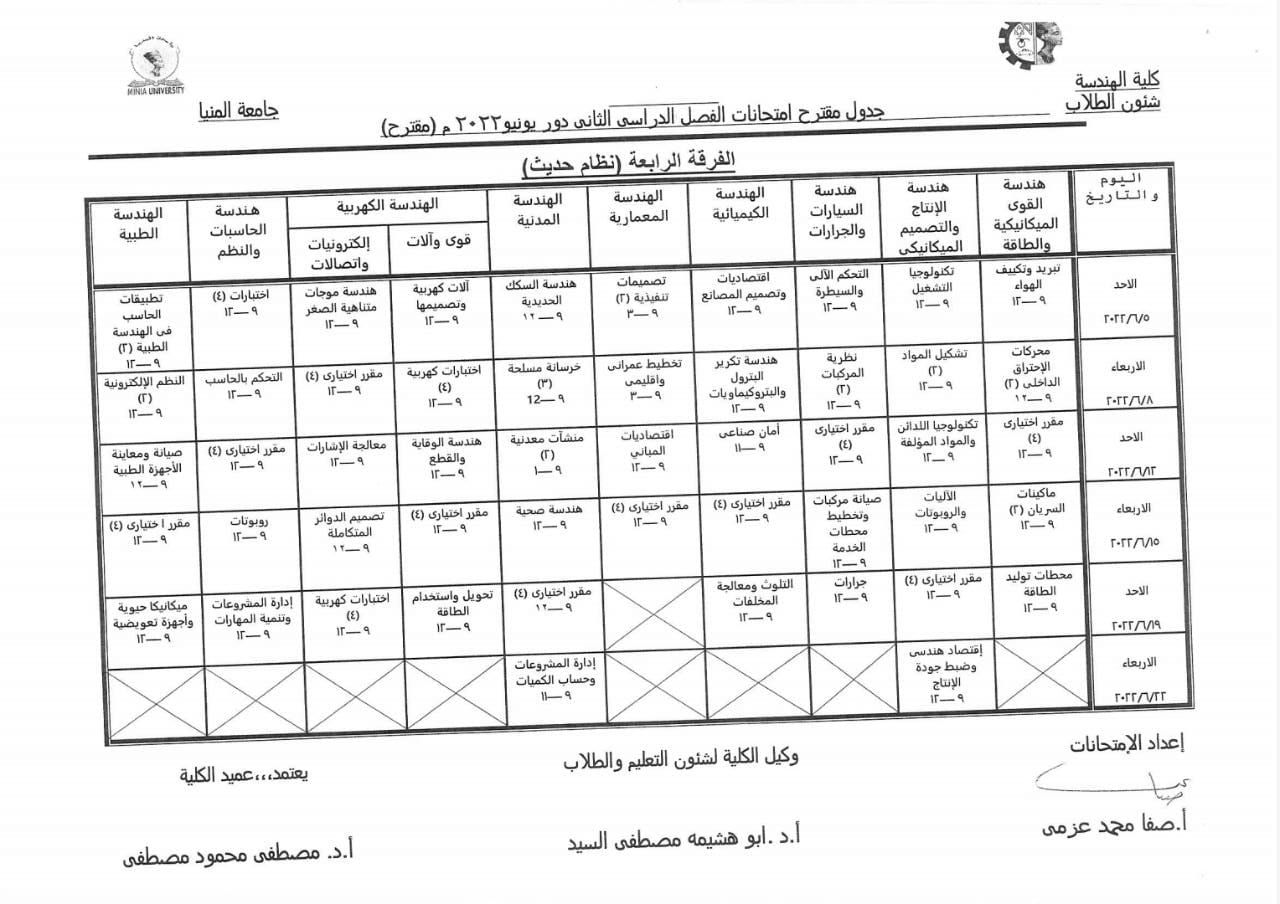 كلية الهندسة
شئون الطلاب
MINIA UNIVERSITY
جامعة المنيا
جدول مقترح امتحانات الفصل الدراسى الثانى دور يونيو٢٠٢٢ م (مقترح)
الفرقة الرابعة (نظام حديث)
اليوم
والتاريخ
هندسة
القوى
الميكانيكية
والطاقة
هندسة
الإنتاج
والتصميم
الميكانيكى
هندسة
السيارات
والجرارات
الهندسة
الكيميائية
الهندسة
المعمارية
الهندسة
المدنية
الهندسة الكهربية
قوى وآلات
إلكترونيات
واتصالات
هندسة
الحاسبات
والنظم
الهندسة
الطبية
الاحد
٢٠٢٢/٦/٥
تبريد وتكييف
الهواء
٩ —١٢
تكنولوجيا
التشغيل
٩ —١٢
التحكم الآلى
والسيطرة
٩ —١٢
اقتصاديات
وتصميم المصانع
٩ —١٢
تصميمات
تنفيذية (٢)
٩ —٣
هندسة السكك
الحديدية
٩ —١٢
آلات كهربية
وتصميمها
٩ —١٢
هندسة موجات
متناهية الصغر
٩ —١٢
اختبارات (٤)
٩ —١٢
تطبيقات
الحاسب
فى الهندسة
الطبية (٢)
٩ —١٢
الاربعاء
٢٠٢٢/٦/٨
محركات
الإحتراق
الداخلى (٢)
٩ —١٢
تشكيل المواد
(٢)
٩ —١٢
نظرية
المركبات
(٢)
٩ —١٢
هندسة تكرير
البترول
والبتروكيماويات
٩ —١٢
تخطيط عمرانى
واقليمى
٩ —٣
خرسانة مسلحة
(٣)
٩ —12
اختبارات كهربية
(٤)
٩ —١٢
مقرر اختيارى (٤)
٩ —١٢
التحكم بالحاسب
٩ —١٢
النظم الإلكترونية
(٢)
٩ —١٢
الاحد
٢٠٢٢/٦/١٢
مقرر اختيارى
(٤)
٩ —١٢
تكنولوجيا اللدائن
والمواد المؤلفة
٩ —١٢
مقرر اختيارى
(٤)
٩ —١٢
أمان صناعى
٩ —١١
اقتصاديات
المباني
٩ —١٢
منشآت معدنية
(٢)
٩ —١
هندسة الوقاية
والقطع
٩ —١٢
معالجة الإشارات
٩ —١٢
مقرر اختيارى (٤)
٩ —١٢
صيانة ومعاينة
الأجهزة الطبية
٩ —١٢
الاربعاء
٢٠٢٢/٦/١٥
ماكينات
السريان (٢)
٩ —١٢
الآليات
والروبوتات
٩ —١٢
صيانة مركبات
وتخطيط
محطات
الخدمة
٩ —١٢
مقرر اختيارى (٤)
٩ —١٢
مقرر اختيارى (٤)
٩ —١٢
هندسة صحية
٩ —١٢
مقرر اختيارى (٤)
٩ —١٢
تصميم الدوائر
المتكاملة
٩ —١٢
روبوتات
٩ —١٢
مقرر اختيارى (٤)
٩ —١٢
الاحد
٢٠٢٢/٦/١٩
محطات توليد
الطاقة
٩ —١٢
مقرر اختيارى (٤)
٩ —١٢
جرارات
٩ —١٢
التلوث ومعالجة
المخلفات
٩ —١٢
مقرر اختيارى (٤)
٩ —١٢
تحويل واستخدام
الطاقة
٩ —١٢
اختبارات كهربية
(٤)
٩ —١٢
إدارة المشروعات
وتنمية المهارات
٩ —١٢
ميكانيكا حيوية
وأجهزة تعويضية
٩ —١٢
الاربعاء
٢٠٢٢/٦/٢٢
إقتصاد هندسى
وضبط جودة
الإنتاج
٩ —١٢
إدارة المشروعات
وحساب الكميات
٩ —١١
إعداد الإمتحانات
أ.صفا محمد عزمى
وكيل الكلية لشئون التعليم والطلاب
أ.د .ابو هشيمه مصطفى السيد
يعتمد،،،عميد الكلية
أ.د. مصطفى محمود مصطفى